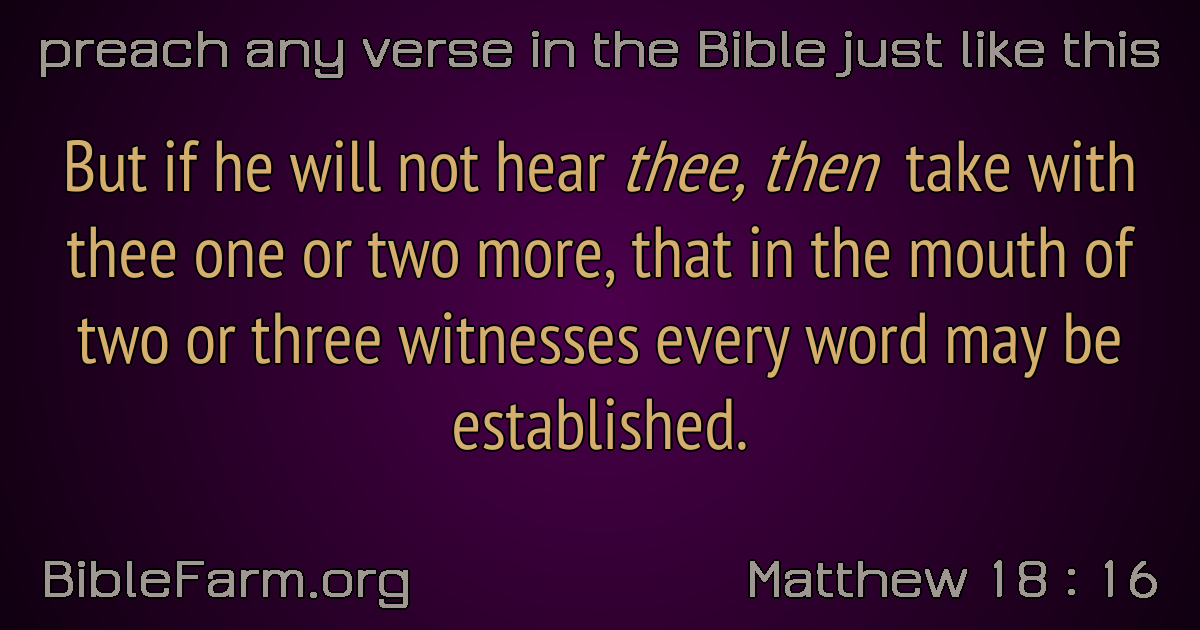 preach any verse in the Bible just like this
But if he will not hear thee, then take with
thee one or two more, that in the mouth of
two or three witnesses every word may be
established.
BibleFarm.org
Matthew 18 : 16